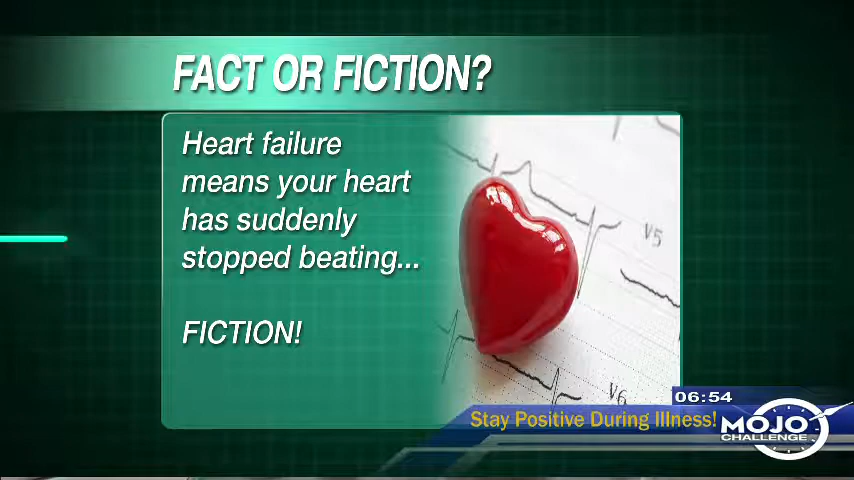 FACT OR FICTION?
Heart failure
means your heart
has suddenly
stopped beating...
FICTION!
V5
V6
06:54
Stay Positive During Illness!
MOJO
CHALLENGE